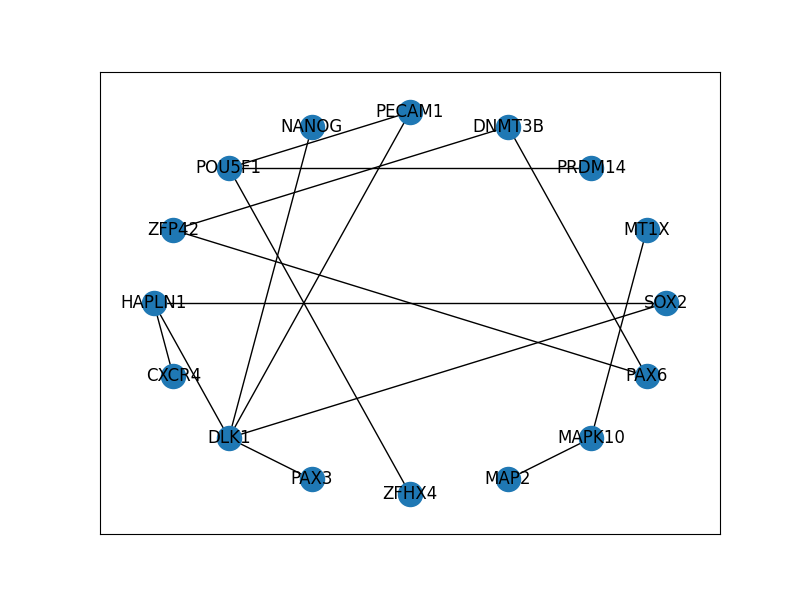 PECAM1
NANOG
DNMT3B
POU5F1
PRDM14
ZFP42
MT1X
HAPLN1
SOX2
CXCR4
PAX6
DLK1
MAPK10
PAX3
MAP2
ZFHX4